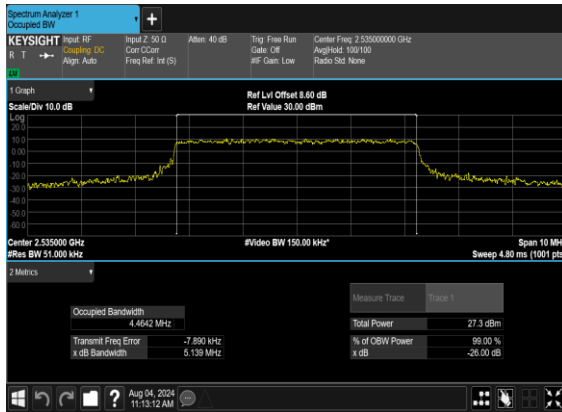 Spectrum Analyzer 1
Occupied BW
KEYSIGHT
R T
Input: RF
Coupling: DC
Align: Auto
Input Z: 50 Ω
Corr CCorr
Freq Ref: Int (S)
Atten: 40 dB
Trig: Free Run
Gate: Off
#IF Gain: Low
Center Freq: 2.535000000 GHz
Avg|Hold: 100/100
Radio Std: None
1 Graph
Scale/Div 10.0 dB
Ref Lvl Offset 8.60 dB
Ref Value 30.00 dBm
Log
20.0
10.0
0.00
-10.0
-20.0
-30.0
-40.0
-50.0
-60.0
Center 2.535000 GHz
#Res BW 51.000 kHz
#Video BW 150.00 kHz*
Span 10 MH
Sweep 4.80 ms (1001 pts
2 Metrics
Measure Trace
Trace 1
Occupied Bandwidth
4.4642 MHz
Total Power
27.3 dBm
Transmit Freq Error
-7.890 kHz
% of OBW Power
99.00 %
x dB Bandwidth
5.139 MHz
x dB
-26.00 dB
?
Aug 04, 2024
11:13:12 AM